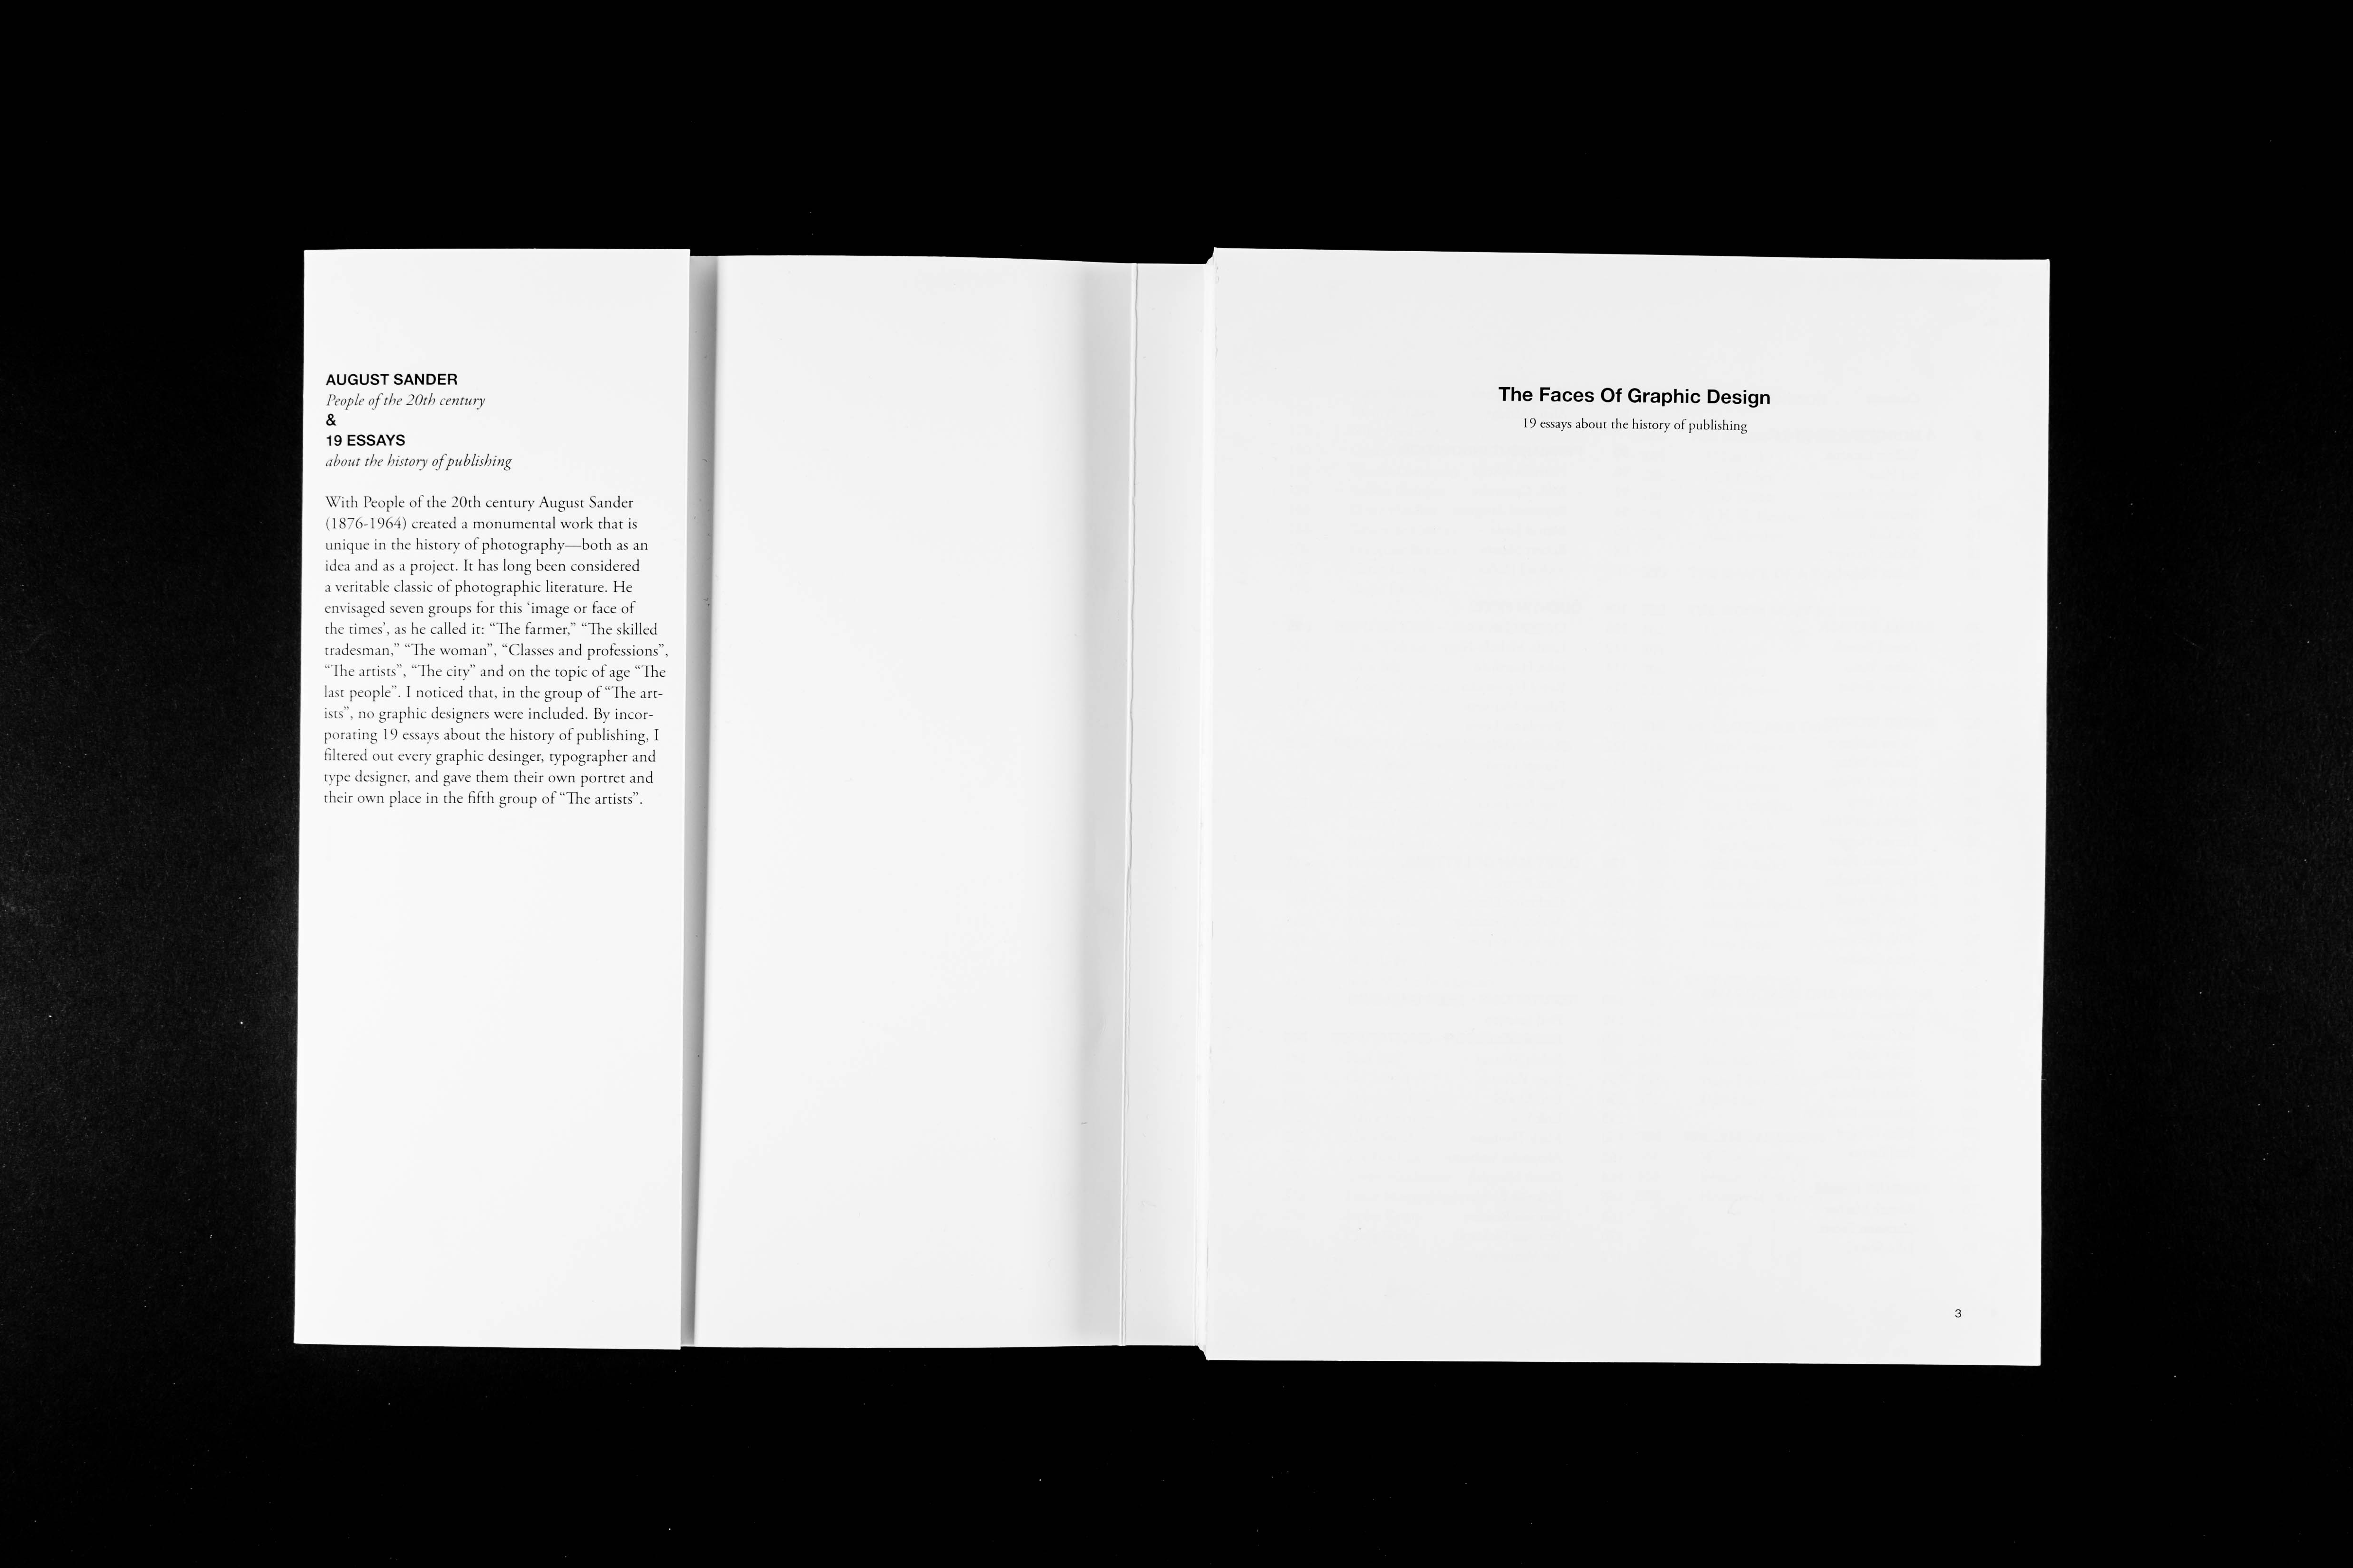 AUGUST SANDER
People of the 20th century
&
19 ESSAYS
about the history of publishing
With People of the 20th century August Sander
(1876-1964) created a monumental work that is
unique in the history of photography—both as an
idea and as a project. It has long been considered
a veritable classic of photographic literature. He
envisaged seven groups for this ‘image or face of
the times’, as he called it: “The farmer,” “The skilled
tradesman,” “The woman”, “Classes and professions”,
“The artists”, “The city” and on the topic of age “The
last people”. I noticed that, in the group of “The art-
ists”, no graphic designers were included. By incor-
porating 19 essays about the history of publishing, I
filtered out every graphic desinger, typographer and
type designer, and gave them their own portret and
their own place in the fifth group of “The artists”.
The Faces Of Graphic Design
19 essays about the history of publishing
3